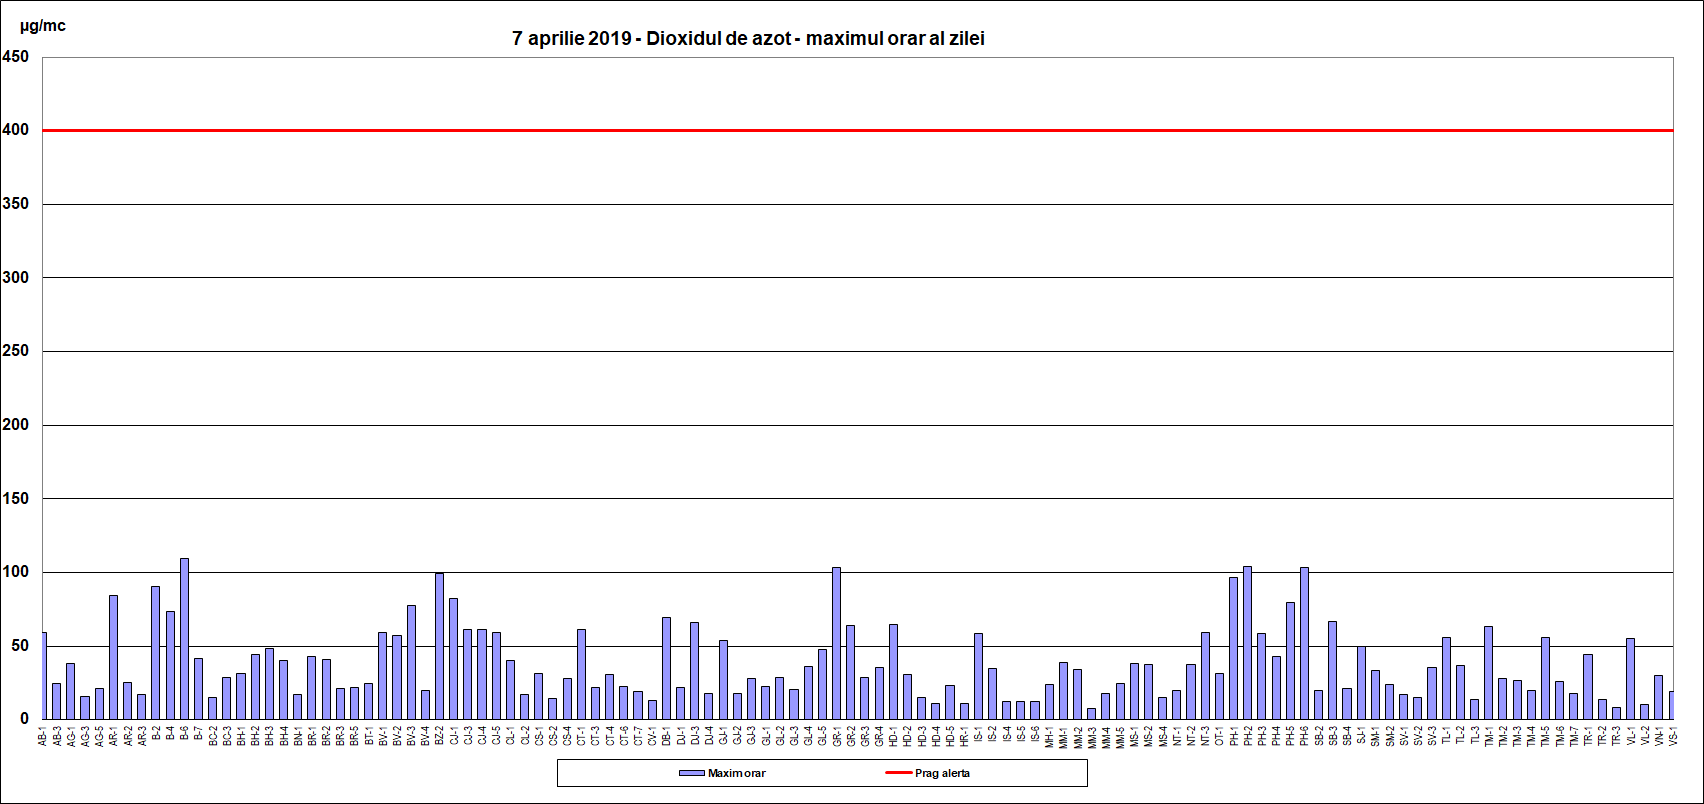 µg/mc
7 aprilie 2019 - Dioxidul de azot - maximul orar al zilei
450
400
350
300
250
200
150
100
50
0
AB-1 AB-3 AG-1 AG-3 AG-5 AR-1 AR-2 AR-3 B-2 B-4 B-6 B-7 BC-2 BC-3 BH-1 BH-2 BH-3 BH-4 BN-1 BR-1 BR-2 BR-3 BR-5 BT-1 BV-1 BV-2 BV-3 BV-4 BZ-2 CJ-1 CJ-3 CJ-4 CJ-5 CL-1 CL-2 CS-1 CS-2 CS-4 CT-1 CT-3 CT-4 CT-6 CT-7 CV-1 DB-1 DJ-1 DJ-3 DJ-4 GJ-1 GJ-2 GJ-3 GL-1 GL-2 GL-3 GL-4 GL-5 GR-1 GR-2 GR-3 GR-4 HD-1 HD-2 HD-3 HD-4 HD-5 HR-1 IS-1 IS-2 IS-4 IS-5 IS-6 MH-1 MM-1 MM-2 MM-3 MM-4 MM-5 MS-1 MS-2 MS-4 NT-1 NT-2 NT-3 OT-1 PH-1 PH-2 PH-3 PH-4 PH-5 PH-6 SB-2 SB-3 SB-4 SJ-1 SM-1 SM-2 SV-1 SV-2 SV-3 TL-1 TL-2 TL-3 TM-1 TM-2 TM-3 TM-4 TM-5 TM-6 TM-7 TR-1 TR-2 TR-3 VL-1 VL-2 VN-1 VS-1
Maxim orar Prag alerta